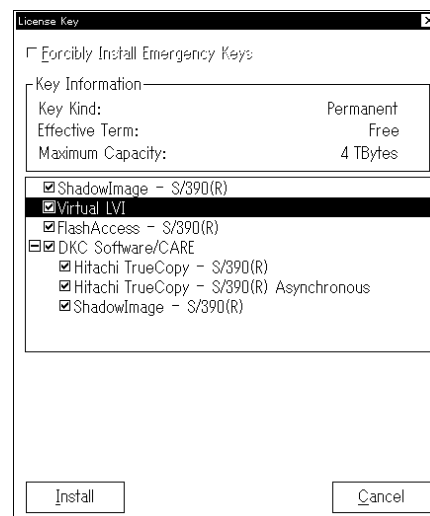 License Key
Forcibly Install Emergency Keys
Key Information
Key Kind: Permanent
Effective Term: Free
Maximum Capacity: 4 TBytes
ShadowImage - S/390(R)
Virtual LVI
FlashAccess - S/390(R)
DKC Software/CARE
Hitachi TrueCopy - S/390(R)
Hitachi TrueCopy - S/390(R) Asynchronous
ShadowImage - S/390(R)
Install Cancel